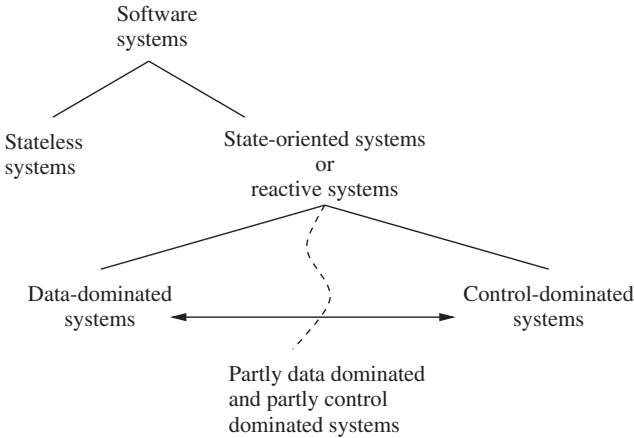 Software
systems
Stateless
systems
State-oriented systems
or
reactive systems
Data-dominated
systems
Control-dominated
systems
Partly data dominated
and partly control
dominated systems